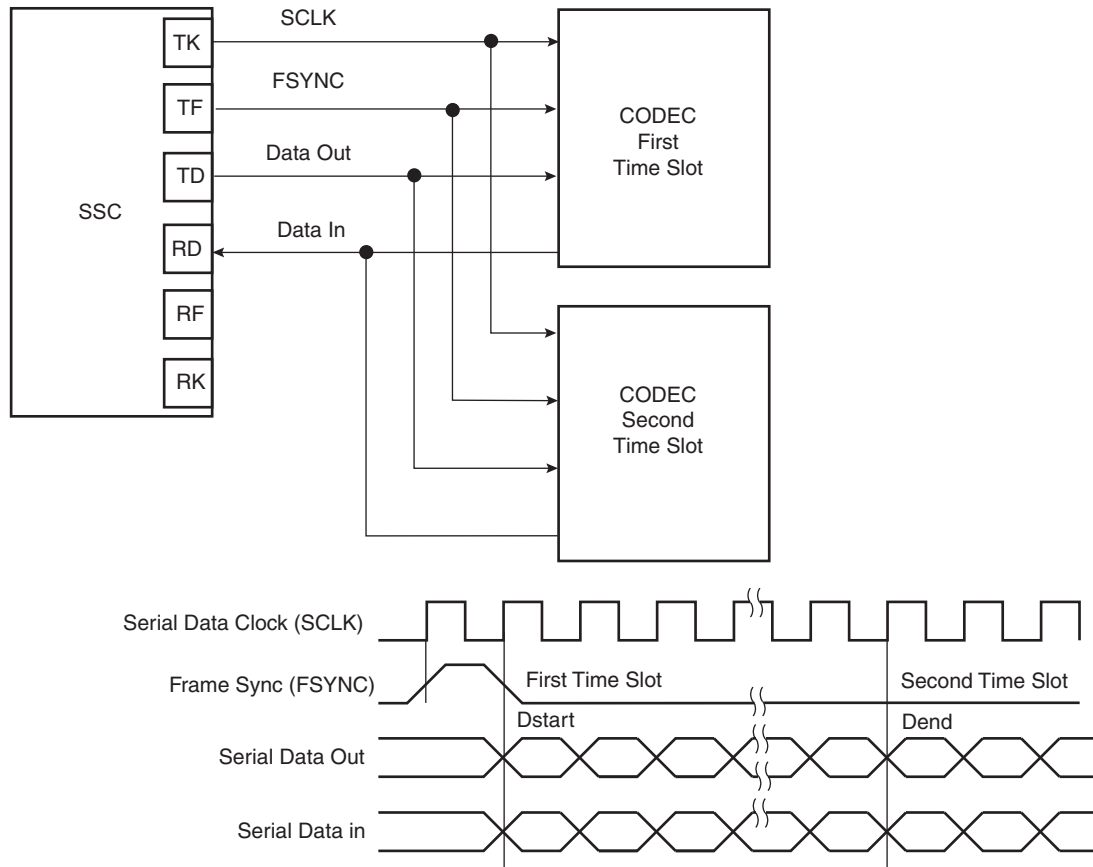 SSC
TK
TF
TD
RD
RF
RK
SCLK
FSYNC
Data Out
Data In
CODEC
First
Time Slot
CODEC
Second
Time Slot
Serial Data Clock (SCLK)
Frame Sync (FSYNC)
First Time Slot
Second Time Slot
Dstart
Dend
Serial Data Out
Serial Data in